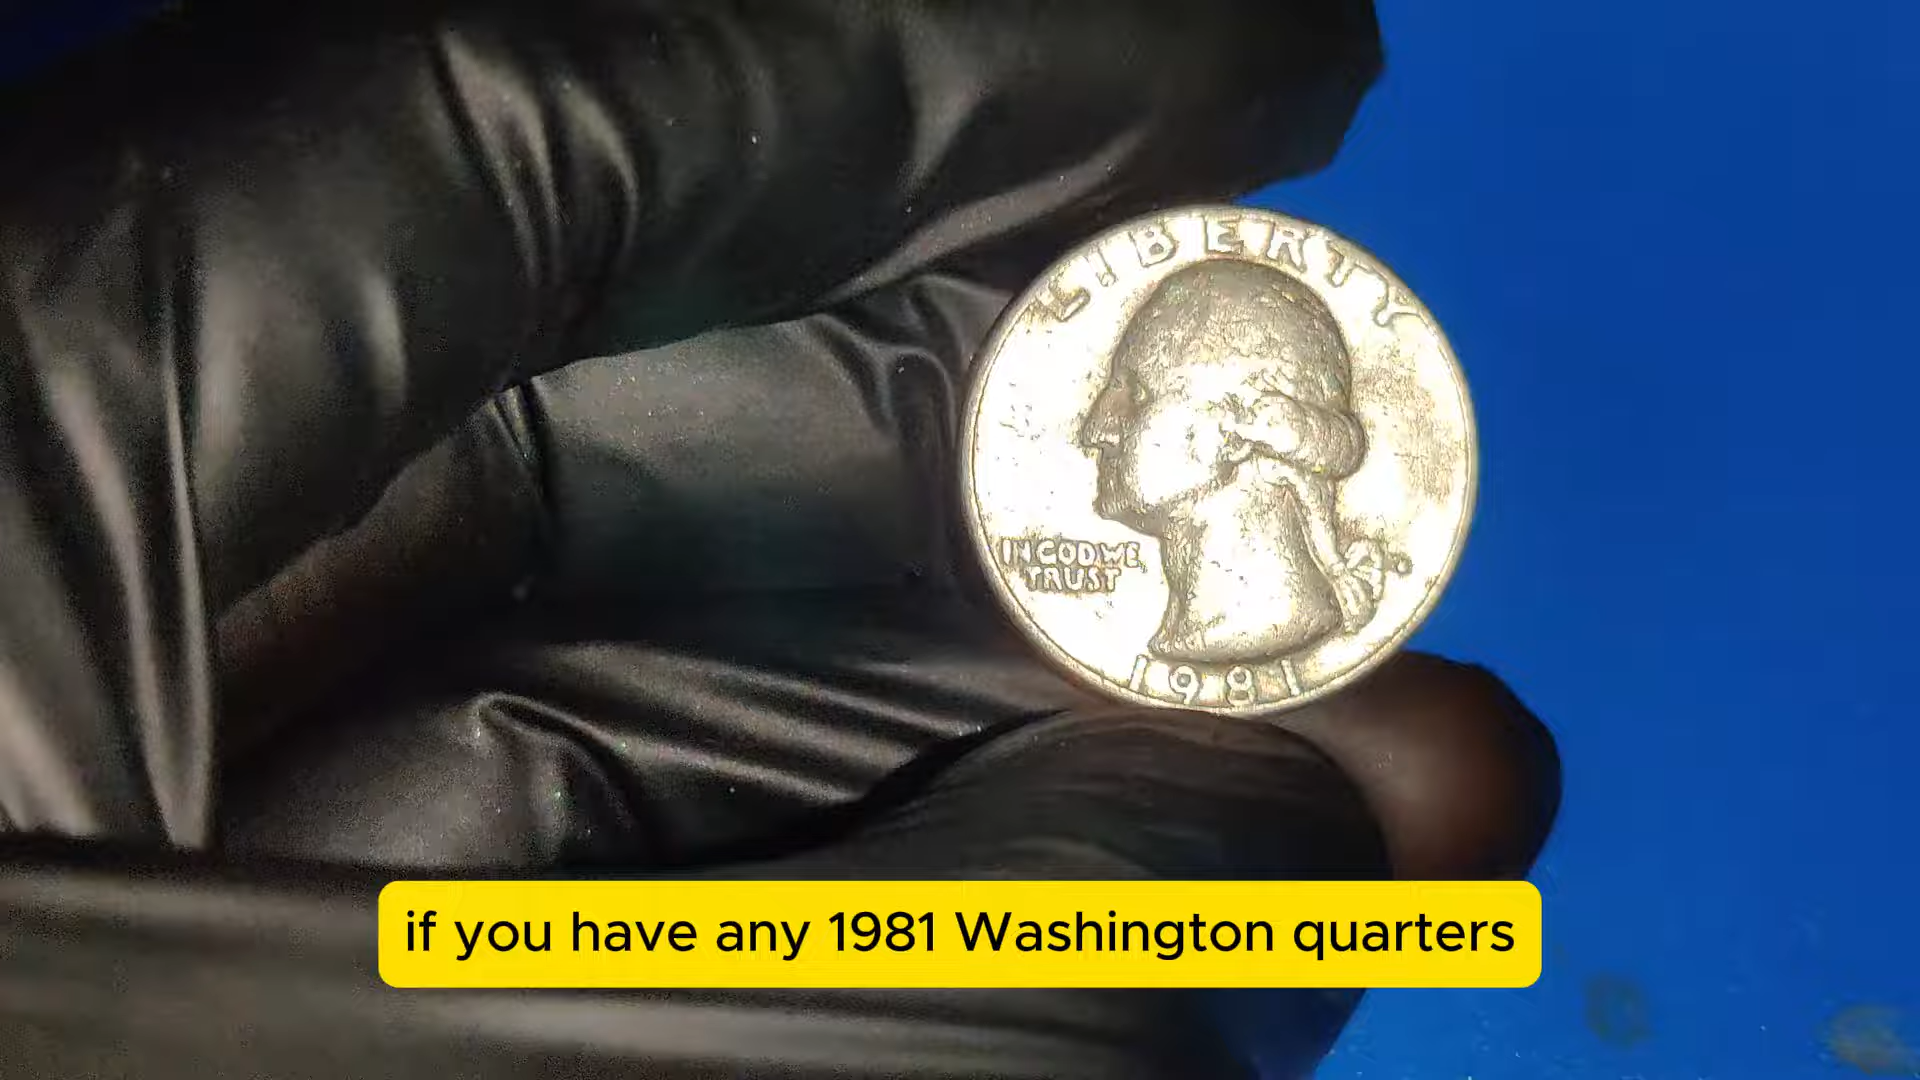 LIBERTY
IN GOD WE
TRUST
1981
if you have any 1981 Washington quarters